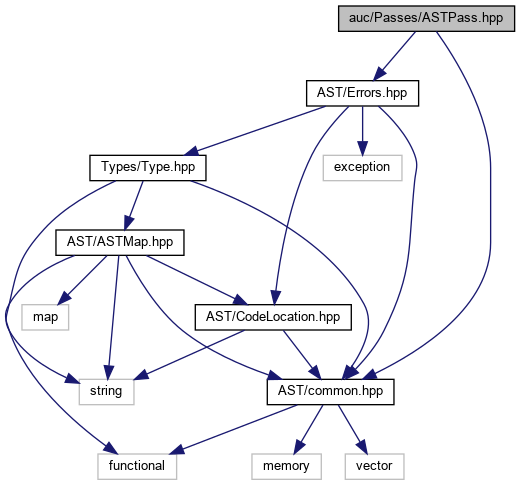 auc/Passes/ASTPass.hpp
AST/Errors.hpp
Types/Type.hpp
exception
AST/ASTMap.hpp
map
AST/CodeLocation.hpp
string
AST/common.hpp
functional
memory
vector